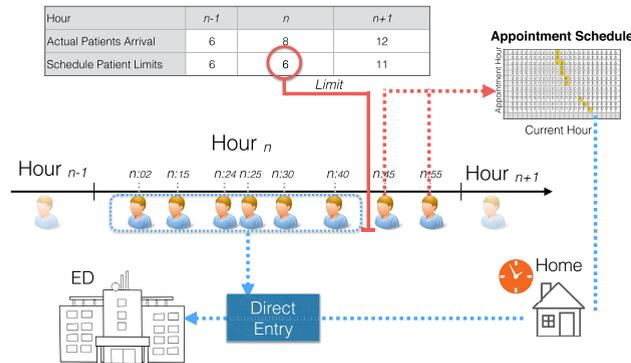 Hour n-1 n n+1
Actual Patients Arrival 6 8 12
Schedule Patient Limits 6 6 11
Limit
Appointment Schedule
Appointment Hour
Current Hour
Hour n
Hour n-1
n:02 n:15 n:24 n:25 n:30 n:40 n:45 n:55
Hour n+1
ED
Direct
Entry
Home